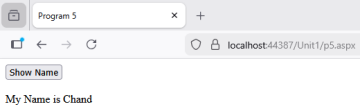 Program 5
localhost:44387/Unit1/p5.aspx
Show Name
My Name is Chand